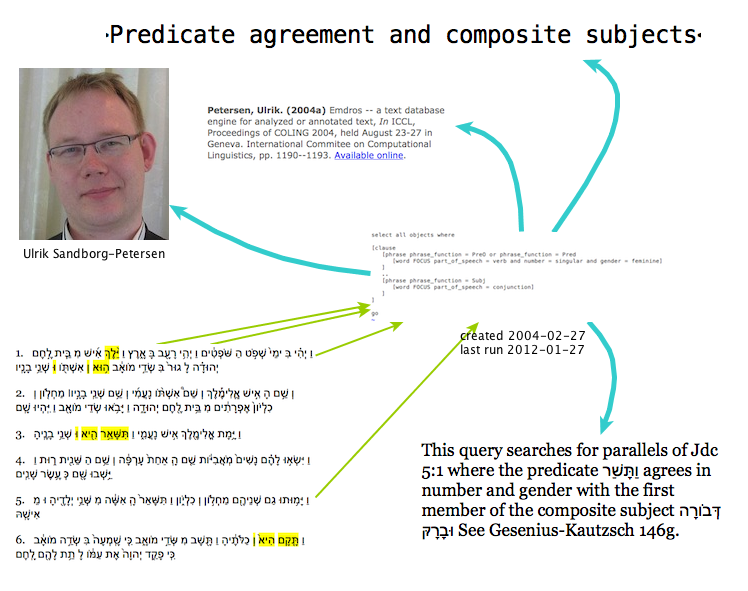 Predicate agreement and composite subjects
Petersen, Ulrik. (2004a) Emdros -- a text database
engine for analyzed or annotated text, In ICCL,
Proceedings of COLING 2004, held August 23-27 in
Geneva. International Commitee on Computational
Linguistics, pp. 1190--1193. Available online.
Ulrik Sandborg-Petersen
select all objects where
[clause
[phrase phrase_function = PreO or phrase_function = Pred
[word FOCUS part_of_speech = verb and number = singular and gender = feminine]
]
..
[phrase phrase_function = Subj
[word FOCUS part_of_speech = conjunction]
]
]
go
created 2004-02-27
last run 2012-01-27
1. וַ יְהִ֗י בִּ ימֵי֙ שְׁפֹ֣ט הַ שֹּׁפְטִ֔ים וַ יְהִ֥י רָעָ֖ב בָּ אָ֑רֶץ וַ יֵּ֨לֶךְ אִ֜ישׁ מִ בֵּ֧ית לֶ֣חֶם
יְהוּדָ֗ה לָ גוּר֙ בִּ שְׂדֵ֣י מוֹאָ֔ב ה֥וּא וְ אִשְׁתּ֖וֹ וּ שְׁנֵ֥י בָנָֽיו
2. וְ שֵׁ֣ם הָ אִ֣ישׁ אֱ‍ֽלִימֶ֡לֶךְ וְ שֵׁם֩ אִשְׁתּ֨וֹ נָעֳמִ֜י וְ שֵׁ֥ם שְׁנֵֽי בָנָ֣יו מַחְל֤וֹן וְ
כִלְיוֹן֙ אֶפְרָתִ֔ים מִ בֵּ֥ית לֶ֖חֶם יְהוּדָ֑ה וַ יָּבֹ֥אוּ שְׂדֵי מוֹאָ֖ב וַ יִּֽהְיוּ שָֽׁם
3. וַ יָּ֥מָת אֱלִימֶ֖לֶךְ אִ֣ישׁ נָעֳמִ֑י וַ תִּשָּׁאֵ֥ר הִ֖יא וּ שְׁנֵ֥י בָנֶֽיהָ
4. וַ יִּשְׂא֣וּ לָהֶ֗ם נָשִׁים֙ מֹֽאֲבִיּ֔וֹת שֵׁ֤ם הָֽ אַחַת֙ עָרְפָּ֔ה וְ שֵׁ֥ם הַ שֵּׁנִ֖ית ר֑וּת וַ
יֵּ֥שְׁבוּ שָׁ֖ם כְּ עֶ֥שֶׂר שָׁנִֽים
5. וַ יָּמ֥וּתוּ גַם שְׁנֵיהֶ֖ם מַחְל֣וֹן וְ כִלְי֑וֹן וַ תִּשָּׁאֵר֙ הָֽ אִשָּׁ֔ה מִ שְּׁנֵ֥י יְלָדֶ֖יהָ וּ מֵ
אִישָֽׁהּ
6. וַ תָּ֤קָם הִיא֙ וְ כַלֹּתֶ֔יהָ וַ תָּ֖שָׁב מִ שְּׂדֵ֣י מוֹאָ֑ב כִּ֤י שָֽׁמְעָה֙ בִּ שְׂדֵ֣ה מוֹאָ֔ב
כִּֽי פָקַ֤ד יְהוָה֙ אֶת עַמּ֔וֹ לָ תֵ֥ת לָהֶ֖ם לָֽחֶם
This query searches for parallels of Jdc
5:1 where the predicate וַתָּשַׁר agrees in
number and gender with the first
member of the composite subject דְּבוֹרָה
וּבָרָק See Gesenius-Kautzsch 146g.